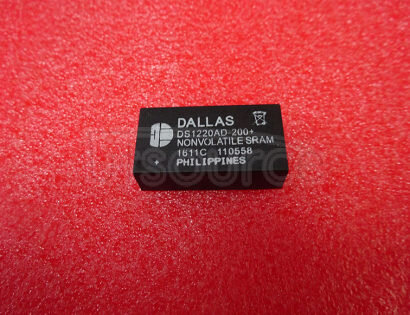 DALLAS
DS1220AD-200+
NONVOLATILE SRAM
1611C 110558
+ PHILIPPINES